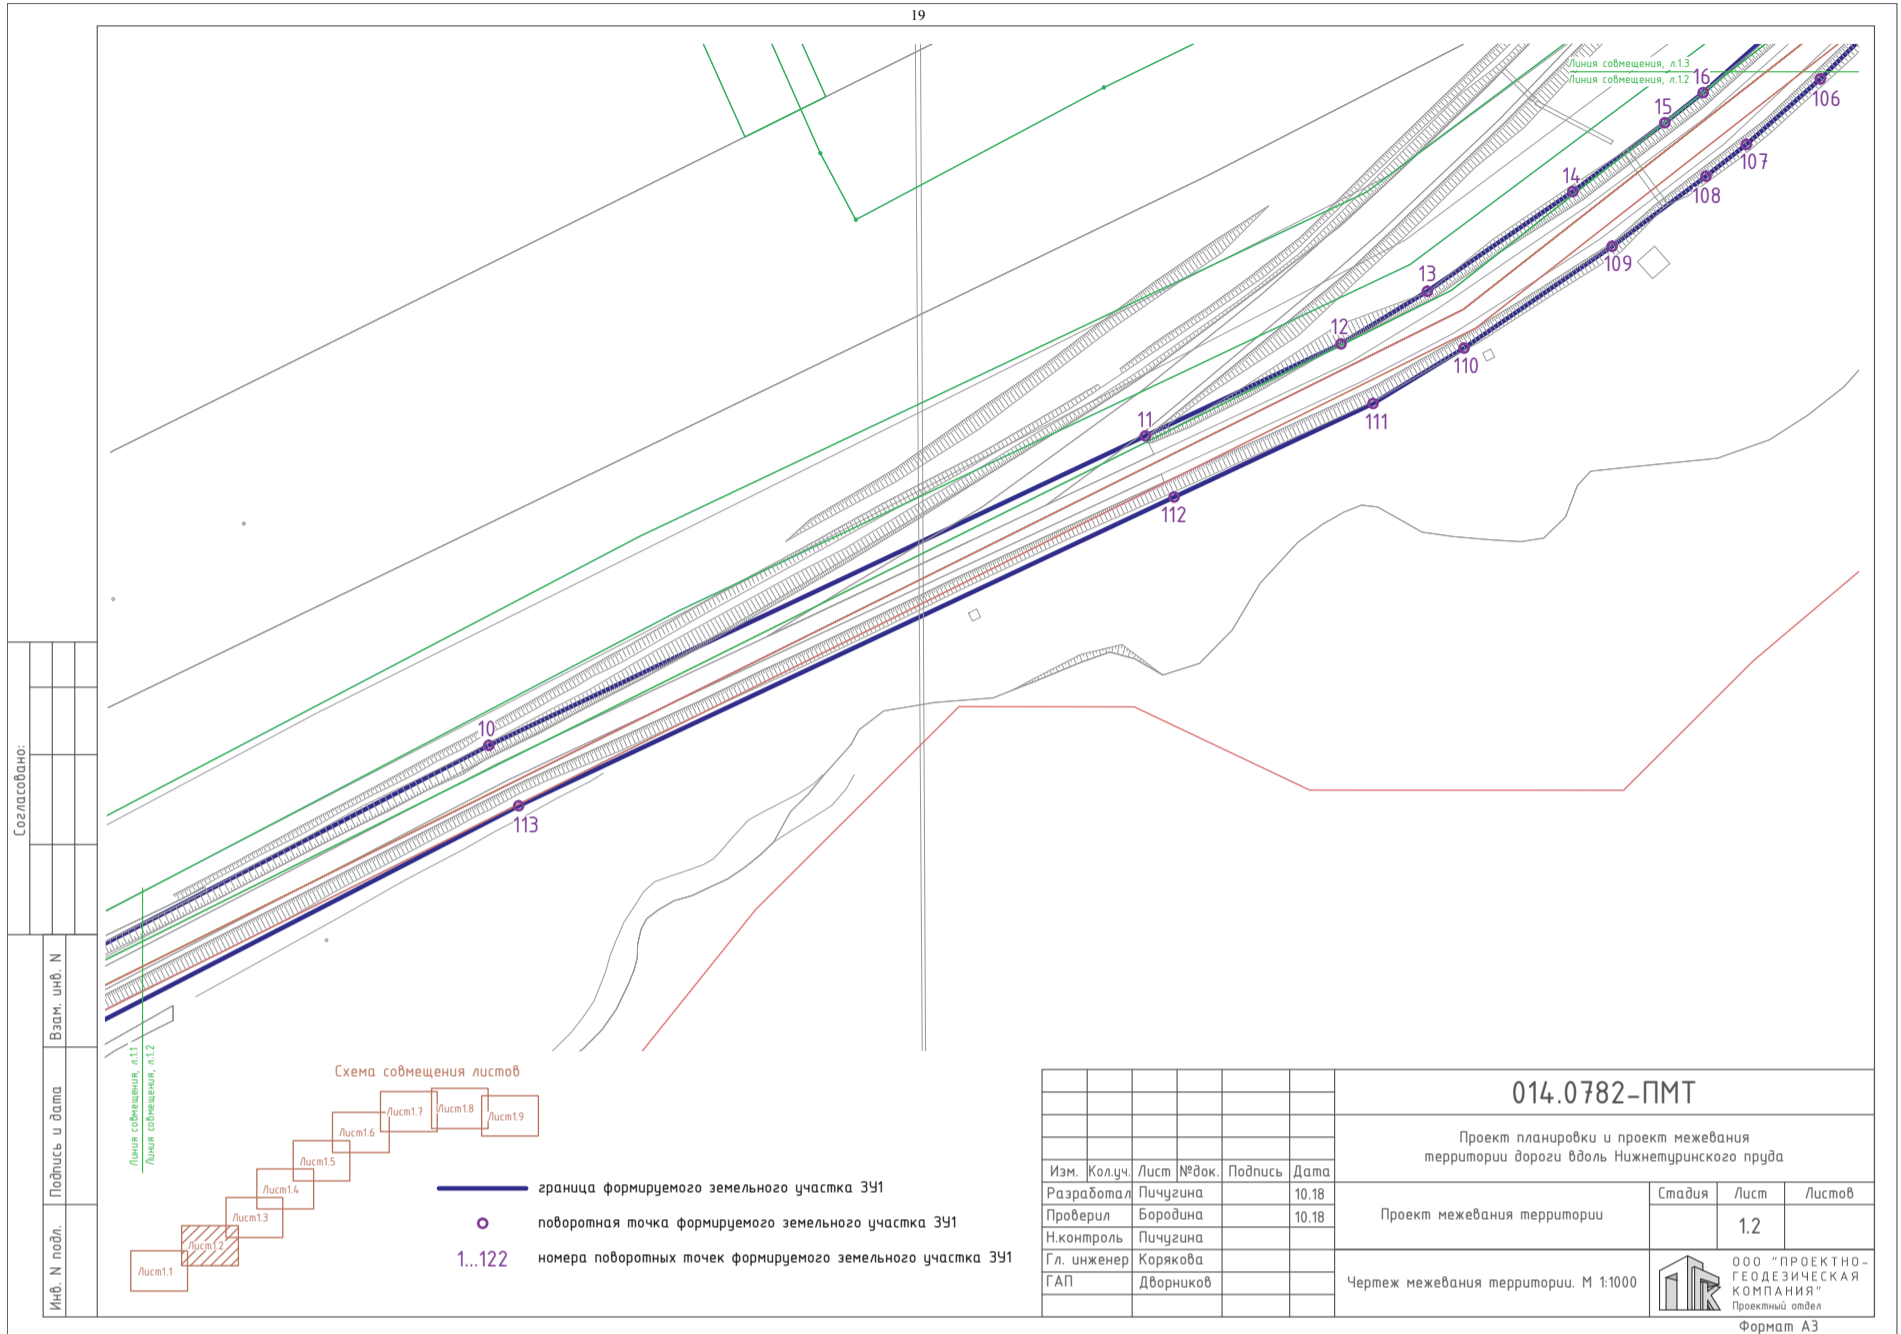 19
Линия совмещения, л.1.3
Линия совмещения, л.1.2
16
15
106
107
14
108
109
13
12
110
11
111
112
10
113
Согласовано:
Взам. инв. N
Подпись и дата
Инв. N подл.
Линия совмещения, л.1.1
Линия совмещения, л.1.2
Схема совмещения листов
Лист1.7
Лист1.8
Лист1.9
Лист1.6
Лист1.5
Лист1.4
Лист1.3
Лист1.2
Лист1.1
граница формируемого земельного участка ЗУ1
поворотная точка формируемого земельного участка ЗУ1
1...122 номера поворотных точек формируемого земельного участка ЗУ1
014.0782-ПМТ
Проект планировки и проект межевания
территории дороги вдоль Нижнетуринского пруда
Изм. Кол.уч. Лист №док. Подпись Дата
Разработал Пичугина 10.18
Проверил Бородина 10.18
Н.контроль Пичугина
Гл. инженер Корякова
ГАП Дворников
Проект межевания территории
Стадия Лист Листов
1.2
Чертеж межевания территории. М 1:1000
ООО "ПРОЕКТНО-
ГЕОДЕЗИЧЕСКАЯ
КОМПАНИЯ"
Проектный отдел
Формат А3